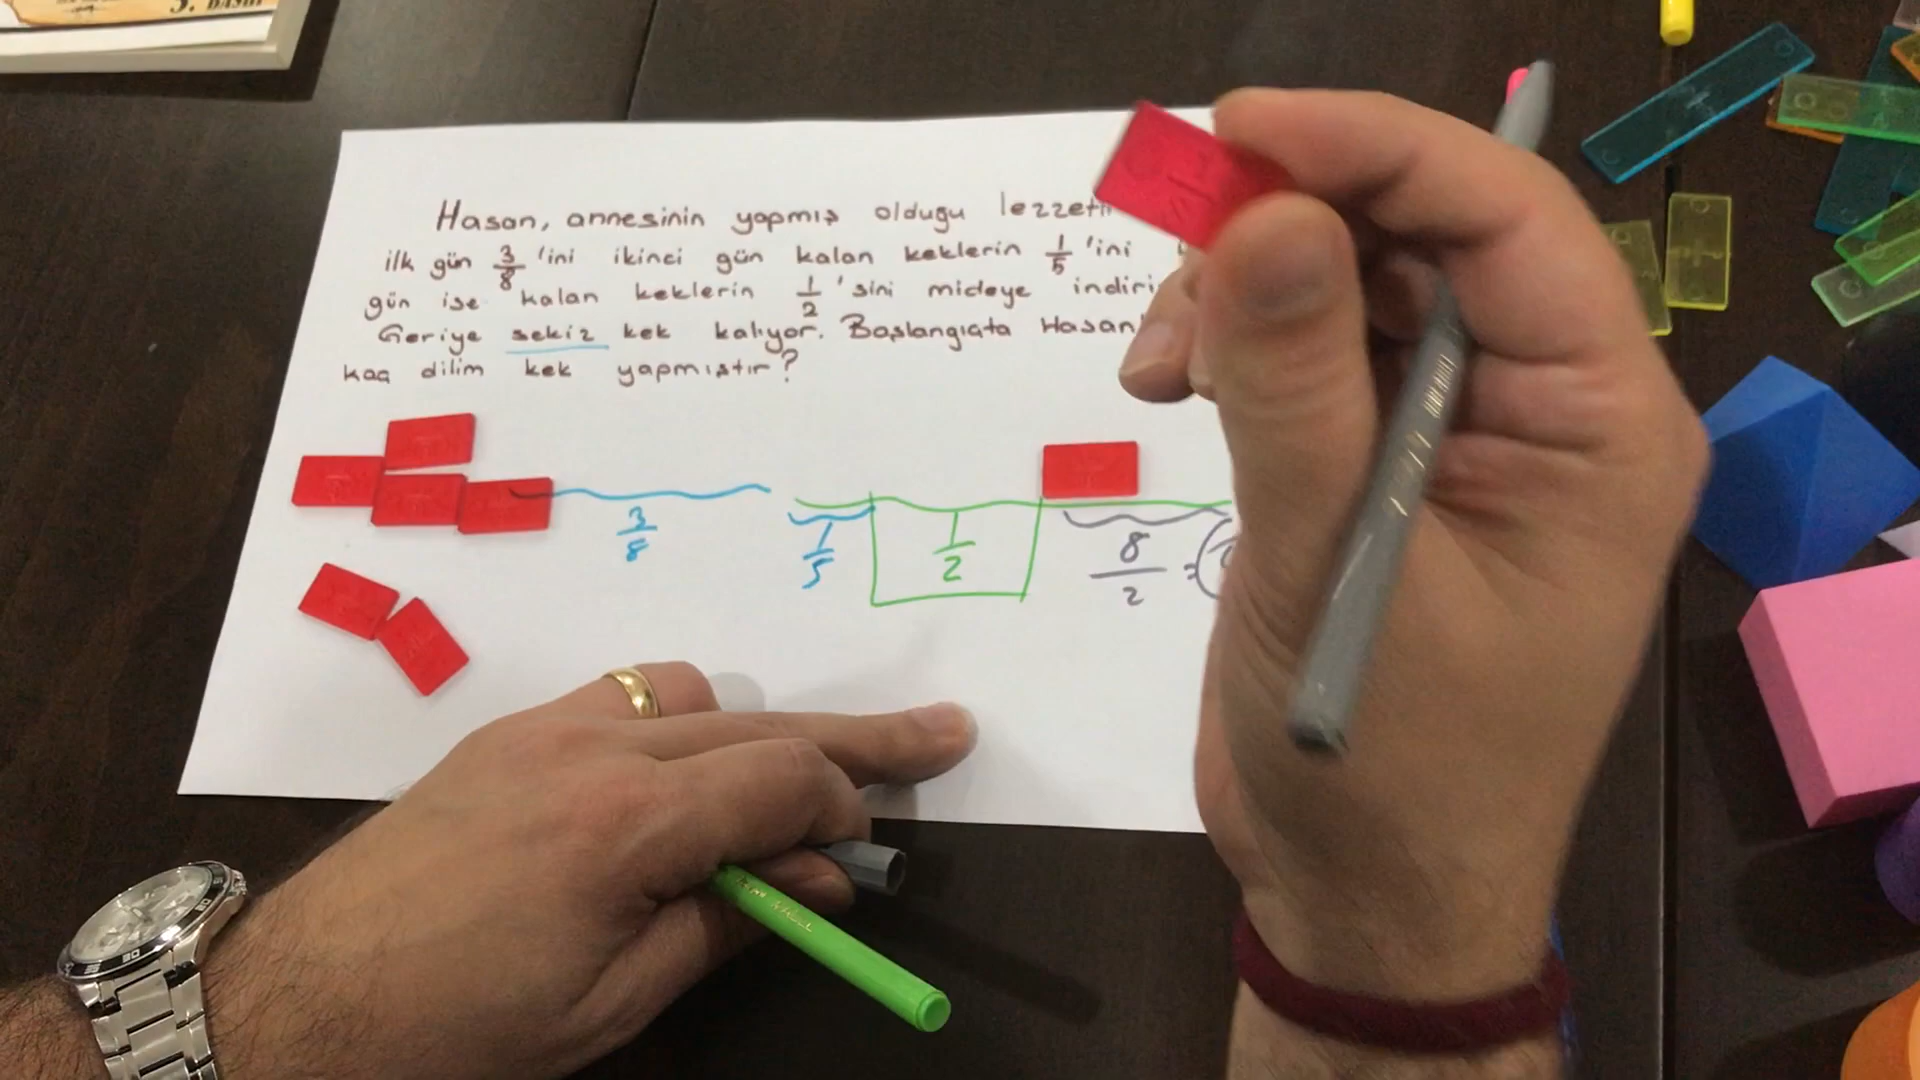 3. BASKI
Hasan, annesinin yapmış olduğu
ilk gün 3/8 'ini ikinci gün kalan keklerin 1/5 'ini
gün ise kalan keklerin 1/2 'sini mideye
Geriye sekiz kek kalıyor. Başlangıçta Hasan'
kaç dilim kek yapmıştır?
3/8
1/5
1/2
8/2 =